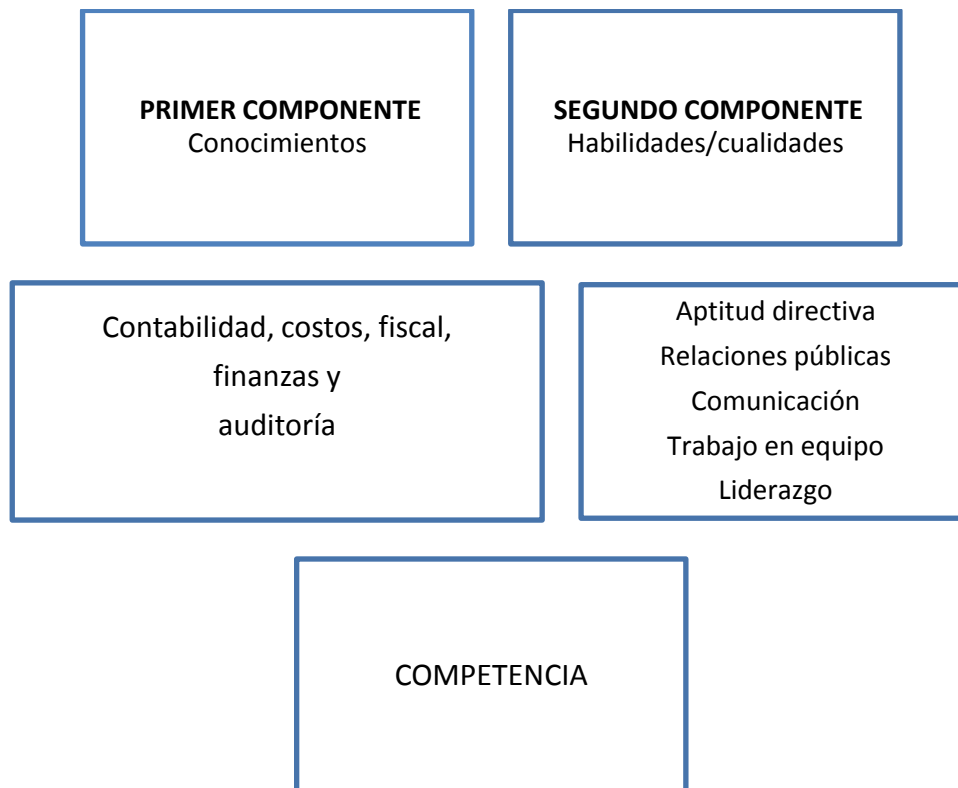 PRIMER COMPONENTE
Conocimientos
SEGUNDO COMPONENTE
Habilidades/cualidades
Contabilidad, costos, fiscal,
finanzas y
auditoría
Aptitud directiva
Relaciones públicas
Comunicación
Trabajo en equipo
Liderazgo
COMPETENCIA